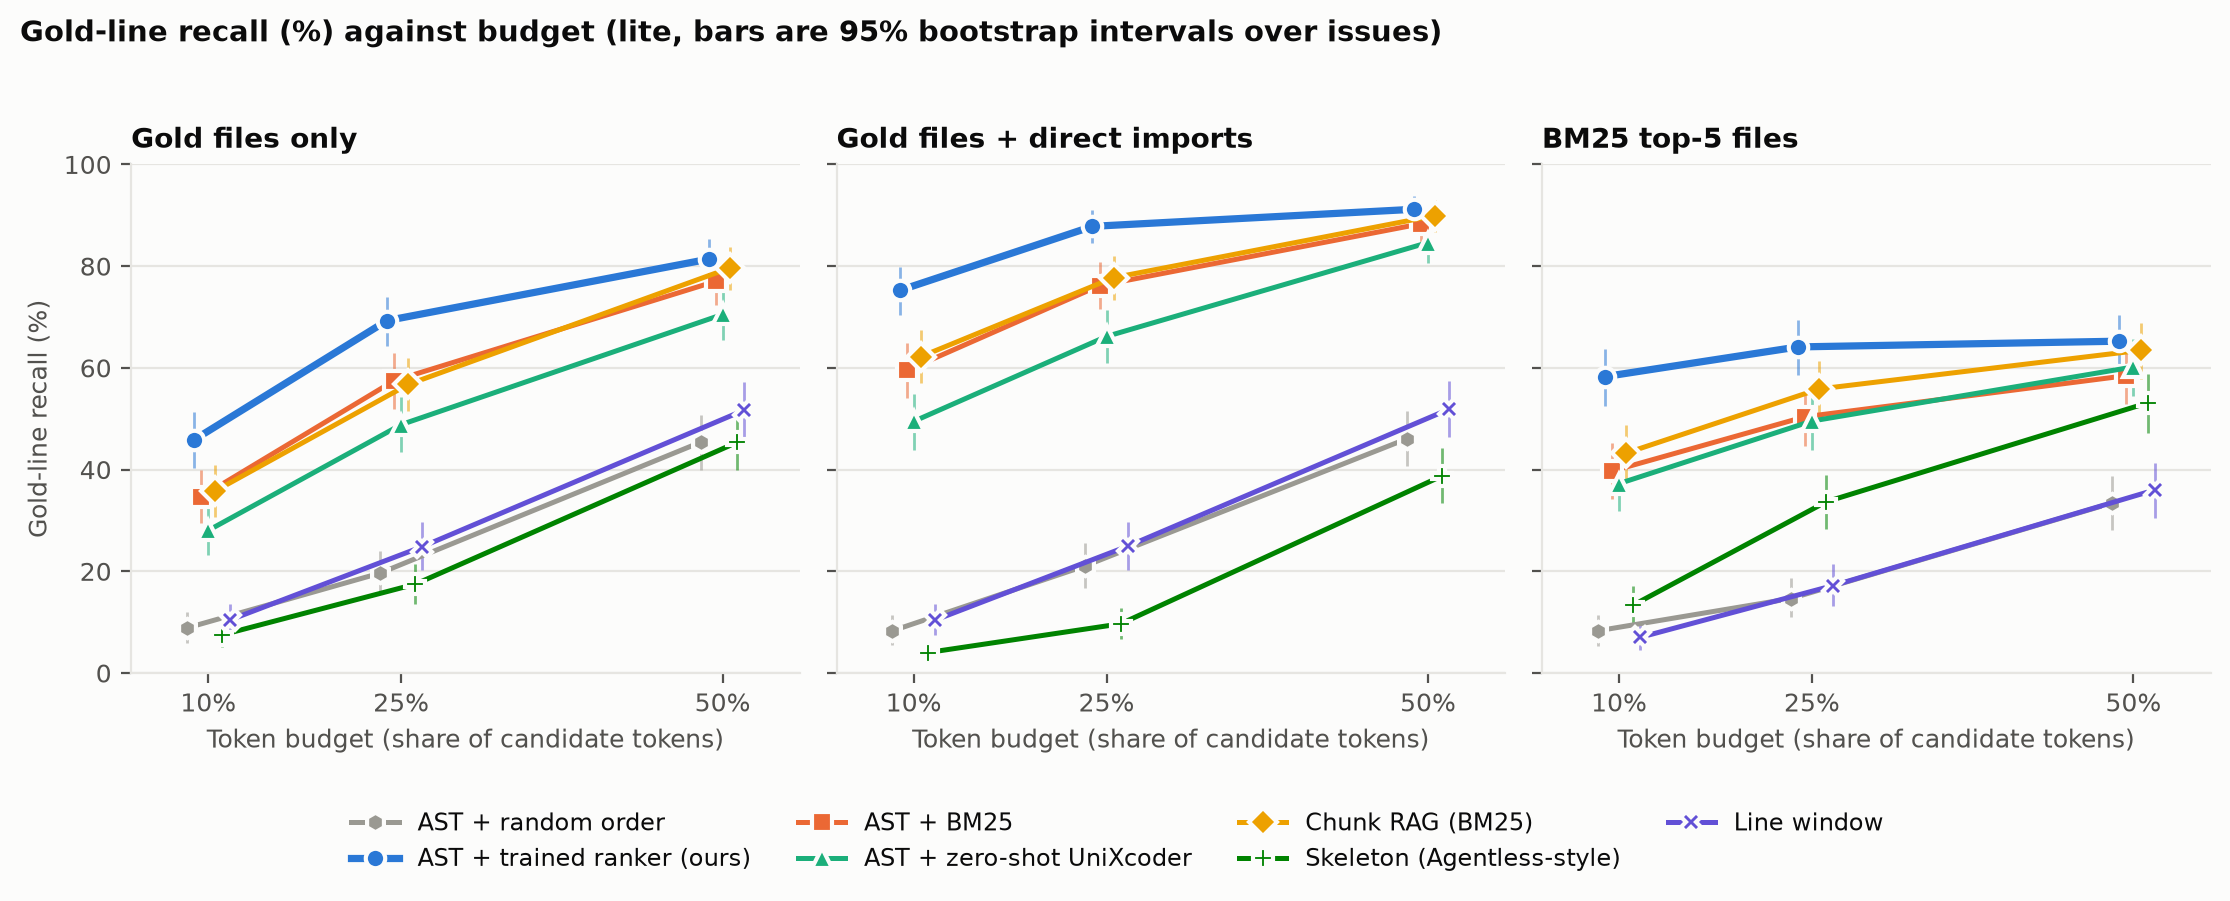 Gold-line recall (%) against budget (lite, bars are 95% bootstrap intervals over issues)
Gold files only
Gold files + direct imports
BM25 top-5 files
Gold-line recall (%)
100
80
60
40
20
0
10% 25% 50%
10% 25% 50%
10% 25% 50%
Token budget (share of candidate tokens)
Token budget (share of candidate tokens)
Token budget (share of candidate tokens)
AST + random order
AST + trained ranker (ours)
AST + BM25
AST + zero-shot UniXcoder
Chunk RAG (BM25)
Skeleton (Agentless-style)
Line window